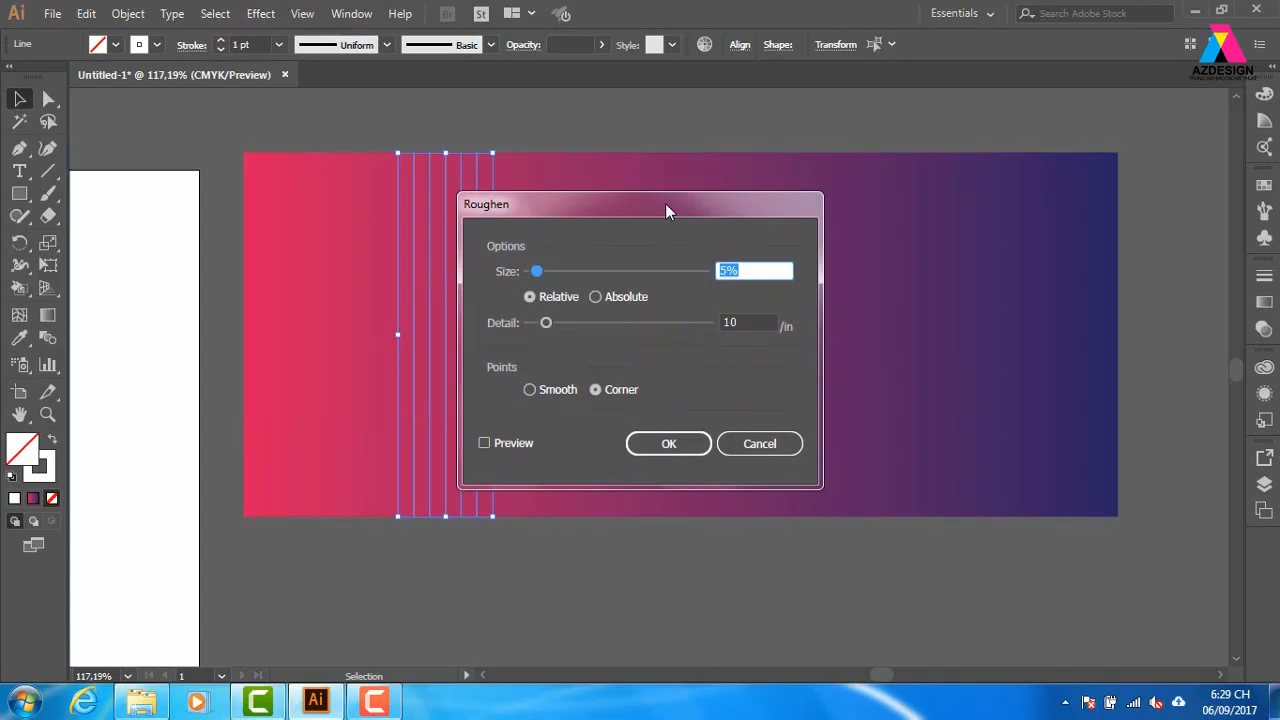 Ai File Edit Object Type Select Effect View Window Help Br St Essentials Search Adobe Stock
Line Stroke: 1 pt Uniform Basic Opacity: Style: Align Shape: Transform
AZDESIGN
Untitled-1* @ 117,19% (CMYK/Preview)
Roughen
Options
Size: 5%
Relative Absolute
Detail: 10 /in
Points
Smooth Corner
Preview OK Cancel
117,19% 1 Selection
Ai
6:29 CH
06/09/2017